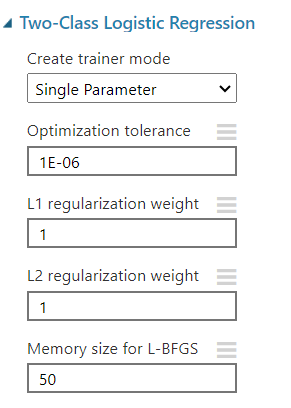 Two-Class Logistic Regression
Create trainer mode
Single Parameter
Optimization tolerance
1E-06
L1 regularization weight
1
L2 regularization weight
1
Memory size for L-BFGS
50